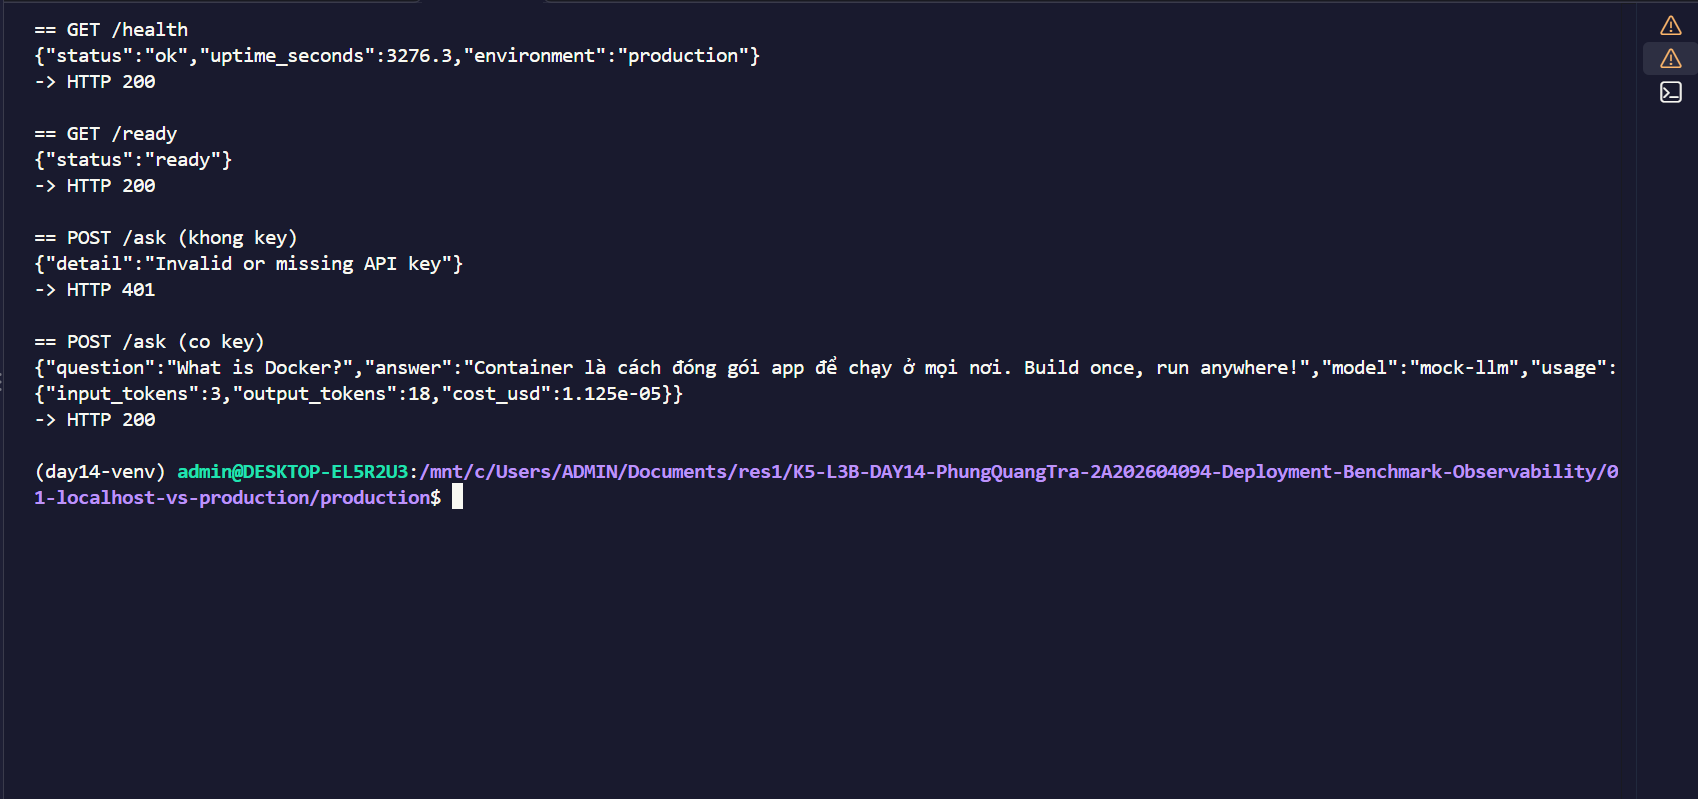 == GET /health
{"status":"ok","uptime_seconds":3276.3,"environment":"production"}
-> HTTP 200
== GET /ready
{"status":"ready"}
-> HTTP 200
== POST /ask (khong key)
{"detail":"Invalid or missing API key"}
-> HTTP 401
== POST /ask (co key)
{"question":"What is Docker?","answer":"Container là cách đóng gói app để chạy ở mọi nơi. Build once, run anywhere!","model":"mock-llm","usage":
{"input_tokens":3,"output_tokens":18,"cost_usd":1.125e-05}}
-> HTTP 200
(day14-venv) admin@DESKTOP-EL5R2U3:/mnt/c/Users/ADMIN/Documents/res1/K5-L3B-DAY14-PhungQuangTra-2A202604094-Deployment-Benchmark-Observability/0
1-localhost-vs-production/production$